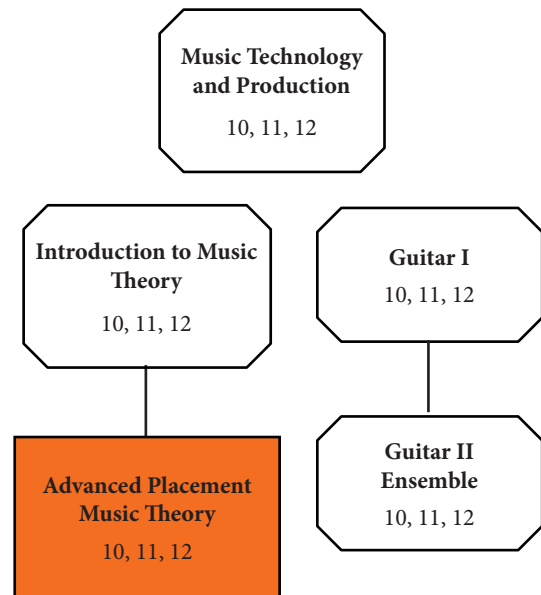 Music Technology
and Production
10, 11, 12
Introduction to Music
Theory
10, 11, 12
Guitar I
10, 11, 12
Advanced Placement
Music Theory
10, 11, 12
Guitar II
Ensemble
10, 11, 12